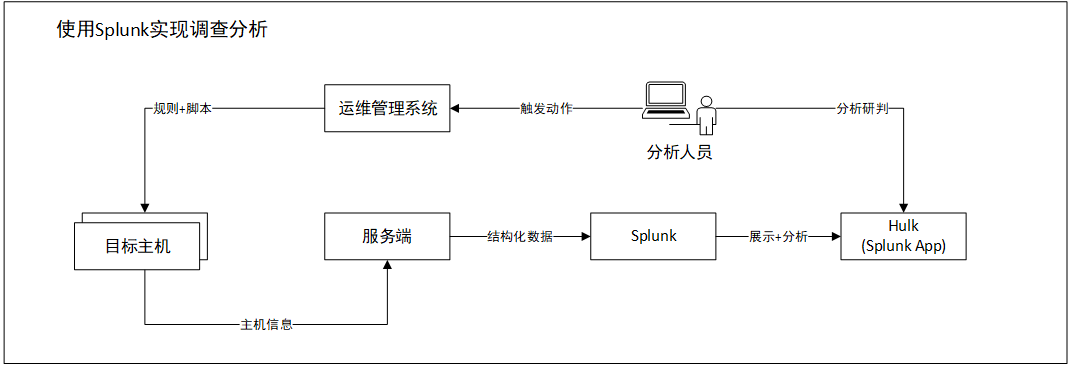 使用Splunk实现调查分析
规则+脚本
运维管理系统
触发动作
分析研判
分析人员
目标主机
服务端
结构化数据
Splunk
展示+分析
Hulk
(Splunk App)
主机信息